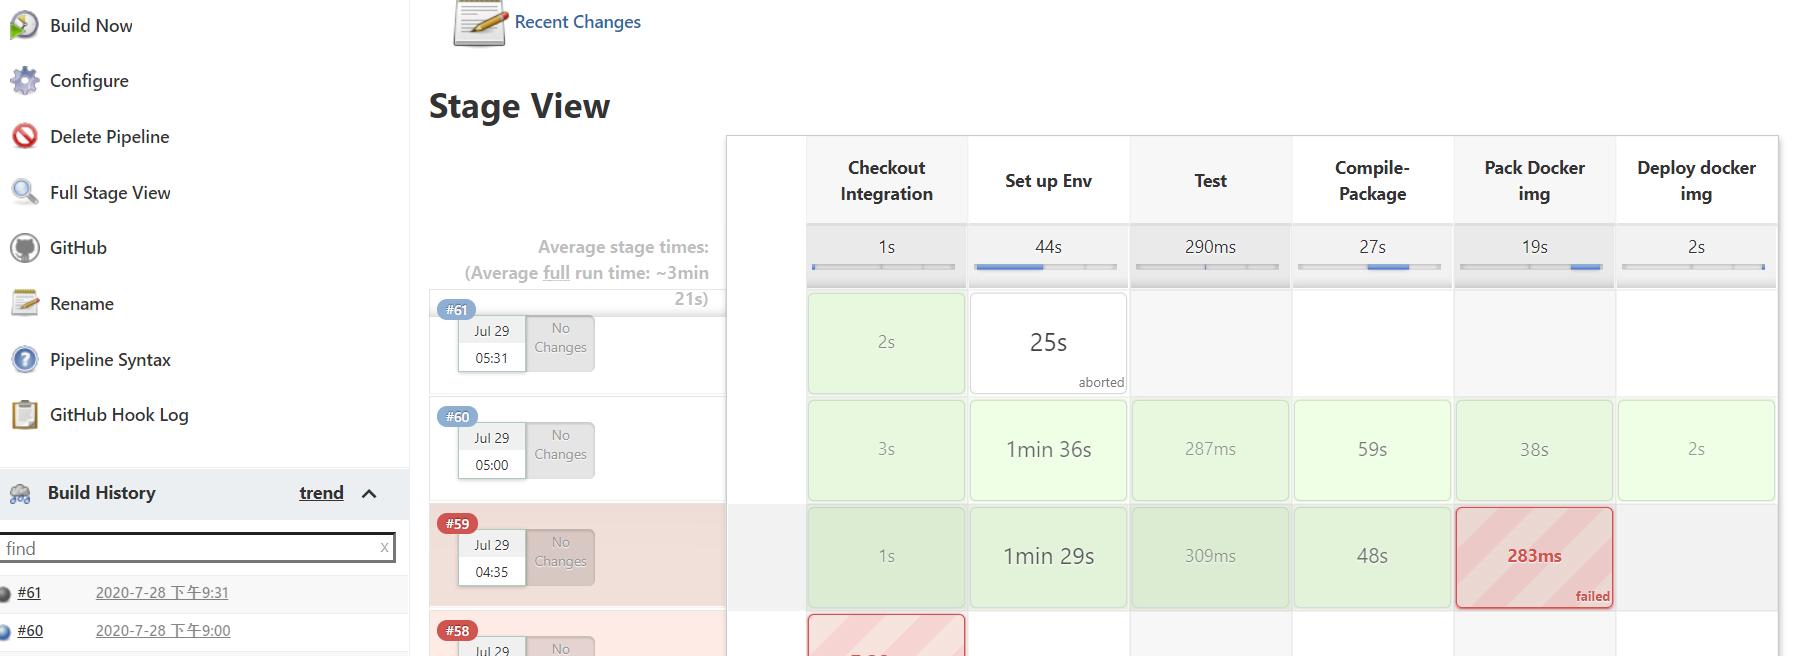 Build Now
Configure
Delete Pipeline
Full Stage View
GitHub
Rename
Pipeline Syntax
GitHub Hook Log
Build History
trend
find
x
#61
2020-7-28 下午9:31
#60
2020-7-28 下午9:00
Recent Changes
Stage View
Checkout
Integration
Set up Env
Test
Compile-
Package
Pack Docker
img
Deploy docker
img
Average stage times:
(Average full run time: ~3min
21s)
1s
44s
290ms
27s
19s
2s
#61
Jul 29
05:31
No
Changes
2s
25s
aborted
#60
Jul 29
05:00
No
Changes
3s
1min 36s
287ms
59s
38s
2s
#59
Jul 29
04:35
No
Changes
1s
1min 29s
309ms
48s
283ms
failed
#58
Jul 29
No